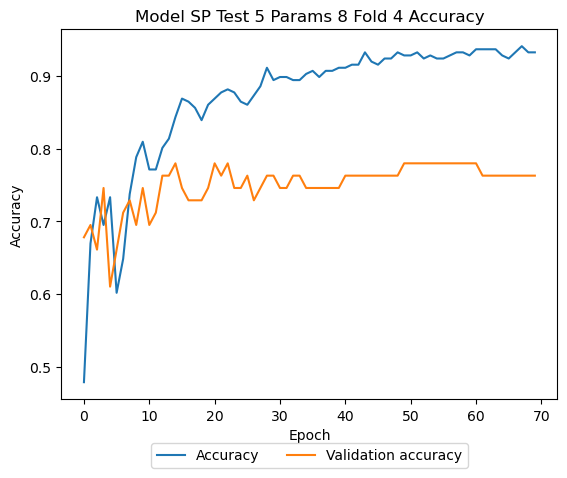 Model SP Test 5 Params 8 Fold 4 Accuracy
Accuracy
0.9
0.8
0.7
0.6
0.5
0 10 20 30 40 50 60 70
Epoch
Accuracy Validation accuracy